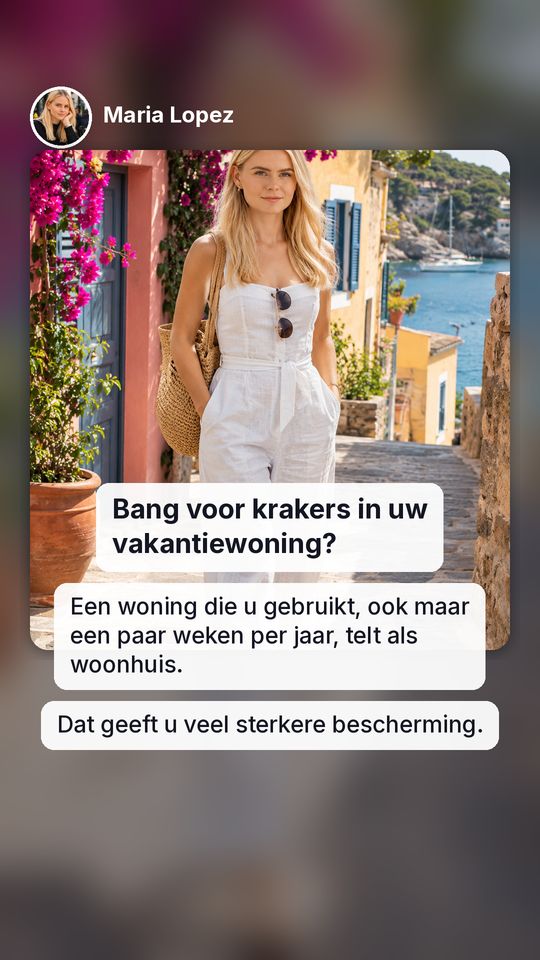 Maria Lopez
Bang voor krakers in uw
vakantiewoning?
Een woning die u gebruikt, ook maar
een paar weken per jaar, telt als
woonhuis.
Dat geeft u veel sterkere bescherming.